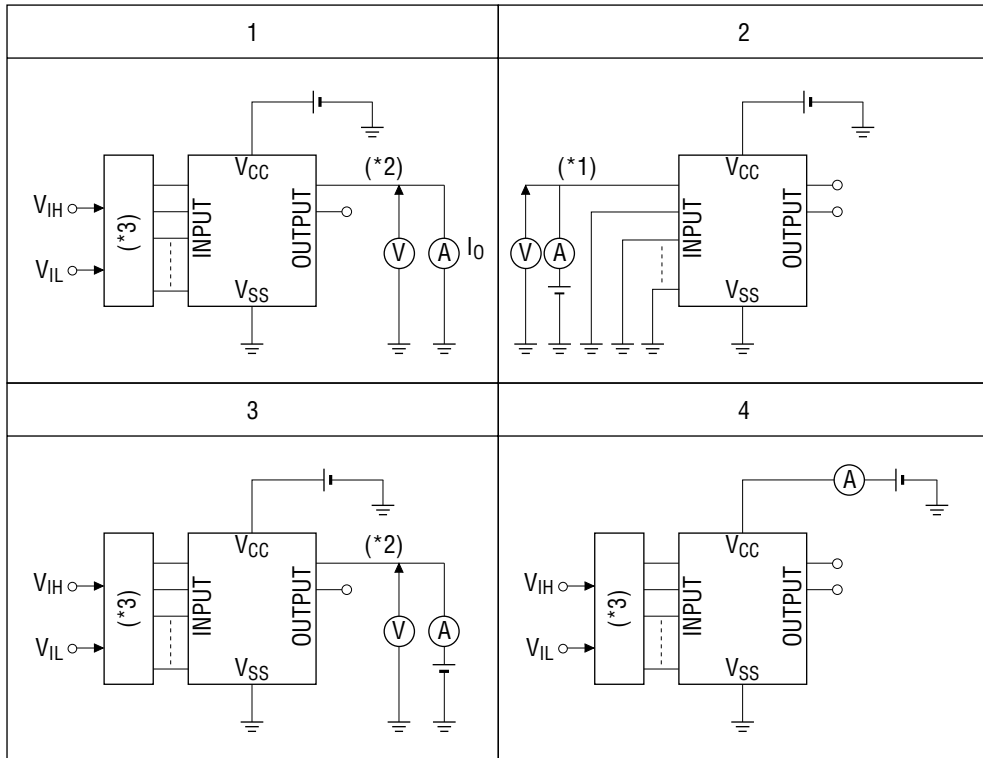 1
2
V_CC
(*2)
V_IH
(*3)
INPUT
OUTPUT
V
A
I_O
V_IL
V_SS
V_CC
(*1)
INPUT
OUTPUT
V
A
V_SS
3
4
V_CC
(*2)
V_IH
(*3)
INPUT
OUTPUT
V
A
V_IL
V_SS
A
V_CC
V_IH
(*3)
INPUT
OUTPUT
V_IL
V_SS